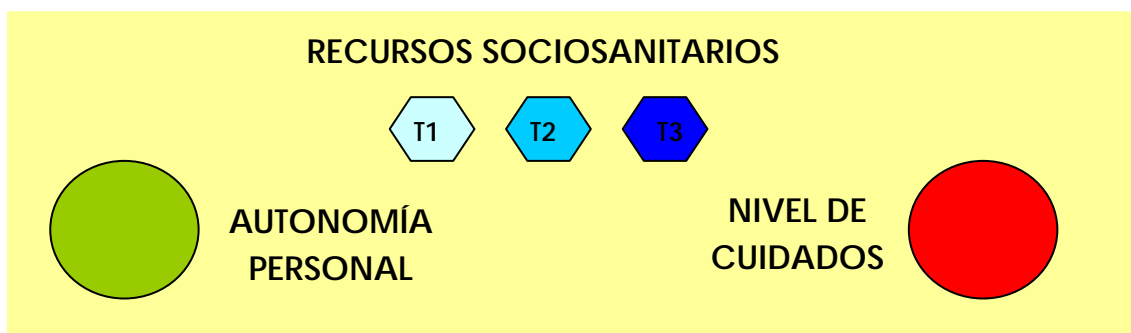 RECURSOS SOCIOSANITARIOS
T1 T2 T3
AUTONOMÍA
PERSONAL
NIVEL DE
CUIDADOS